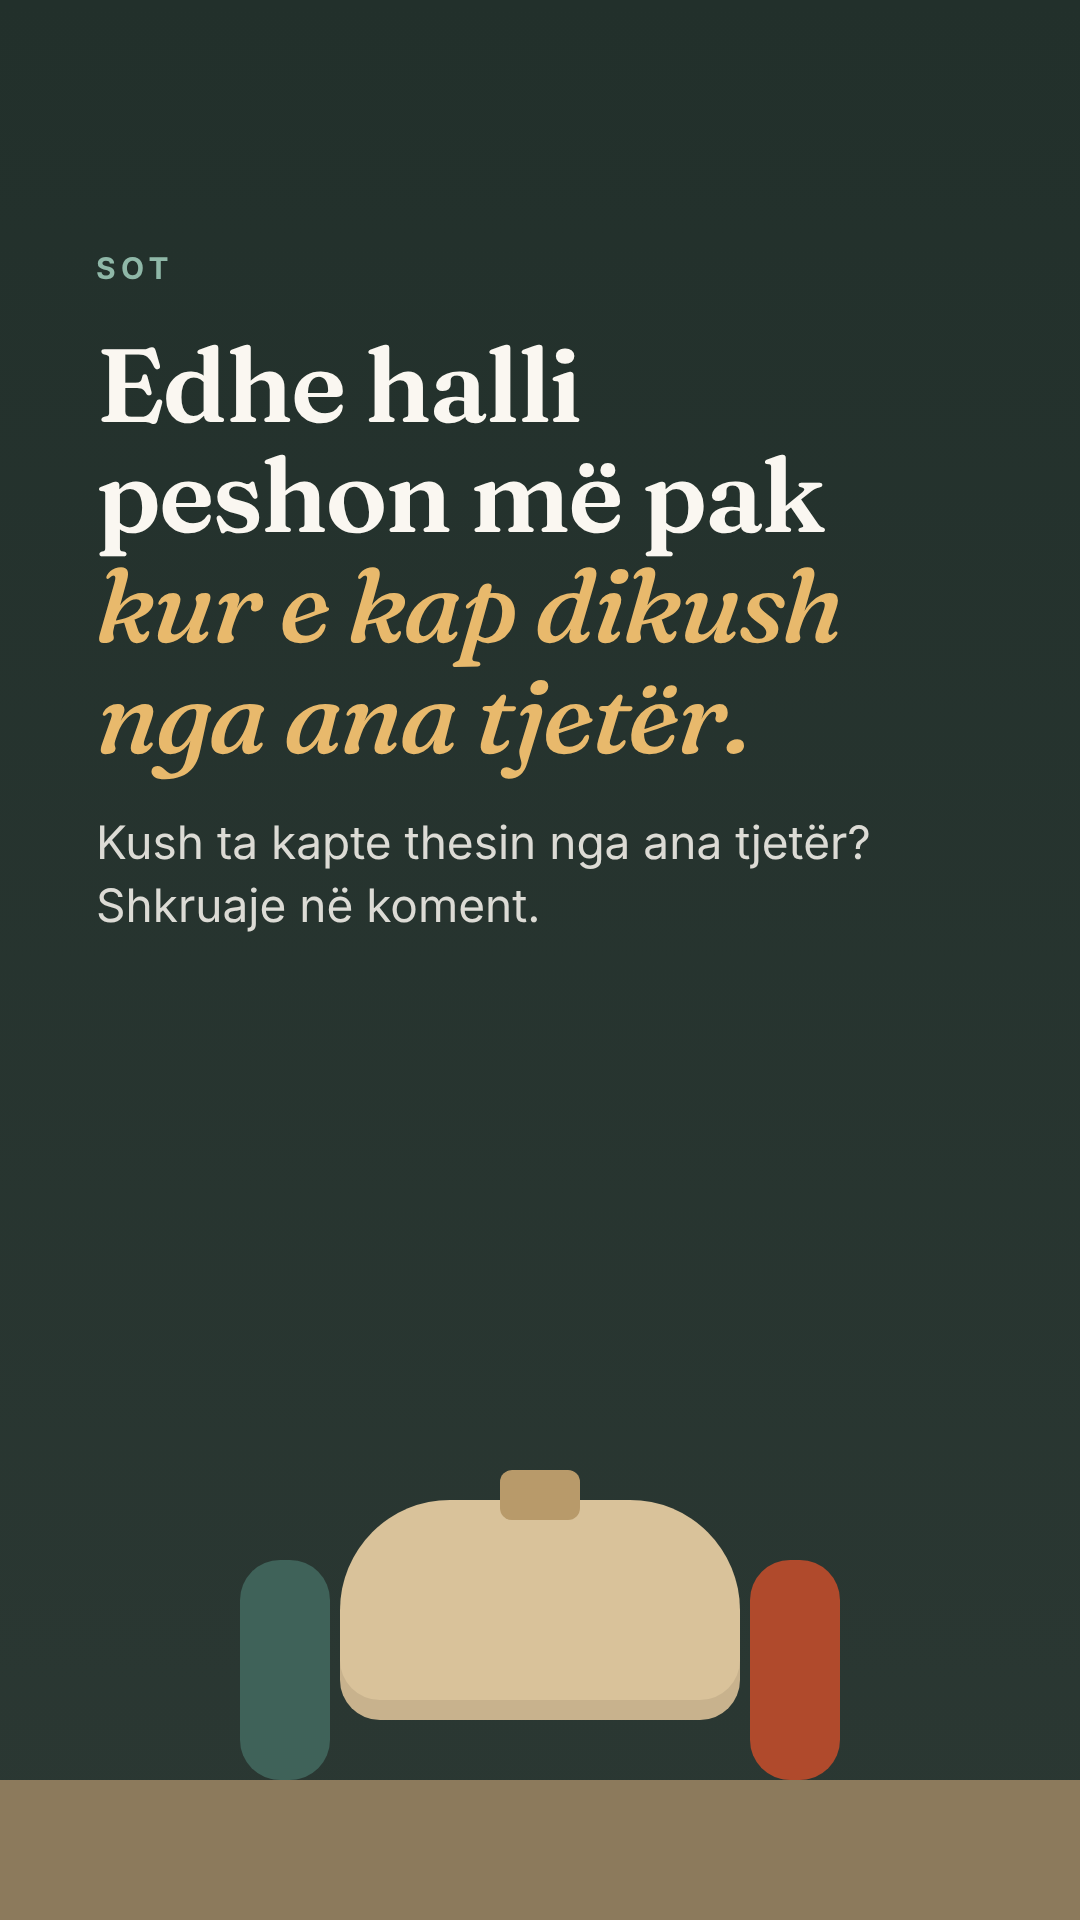 SOT
Edhe halli
peshon më pak
kur e kap dikush
nga ana tjetër.
Kush ta kapte thesin nga ana tjetër?
Shkruaje në koment.